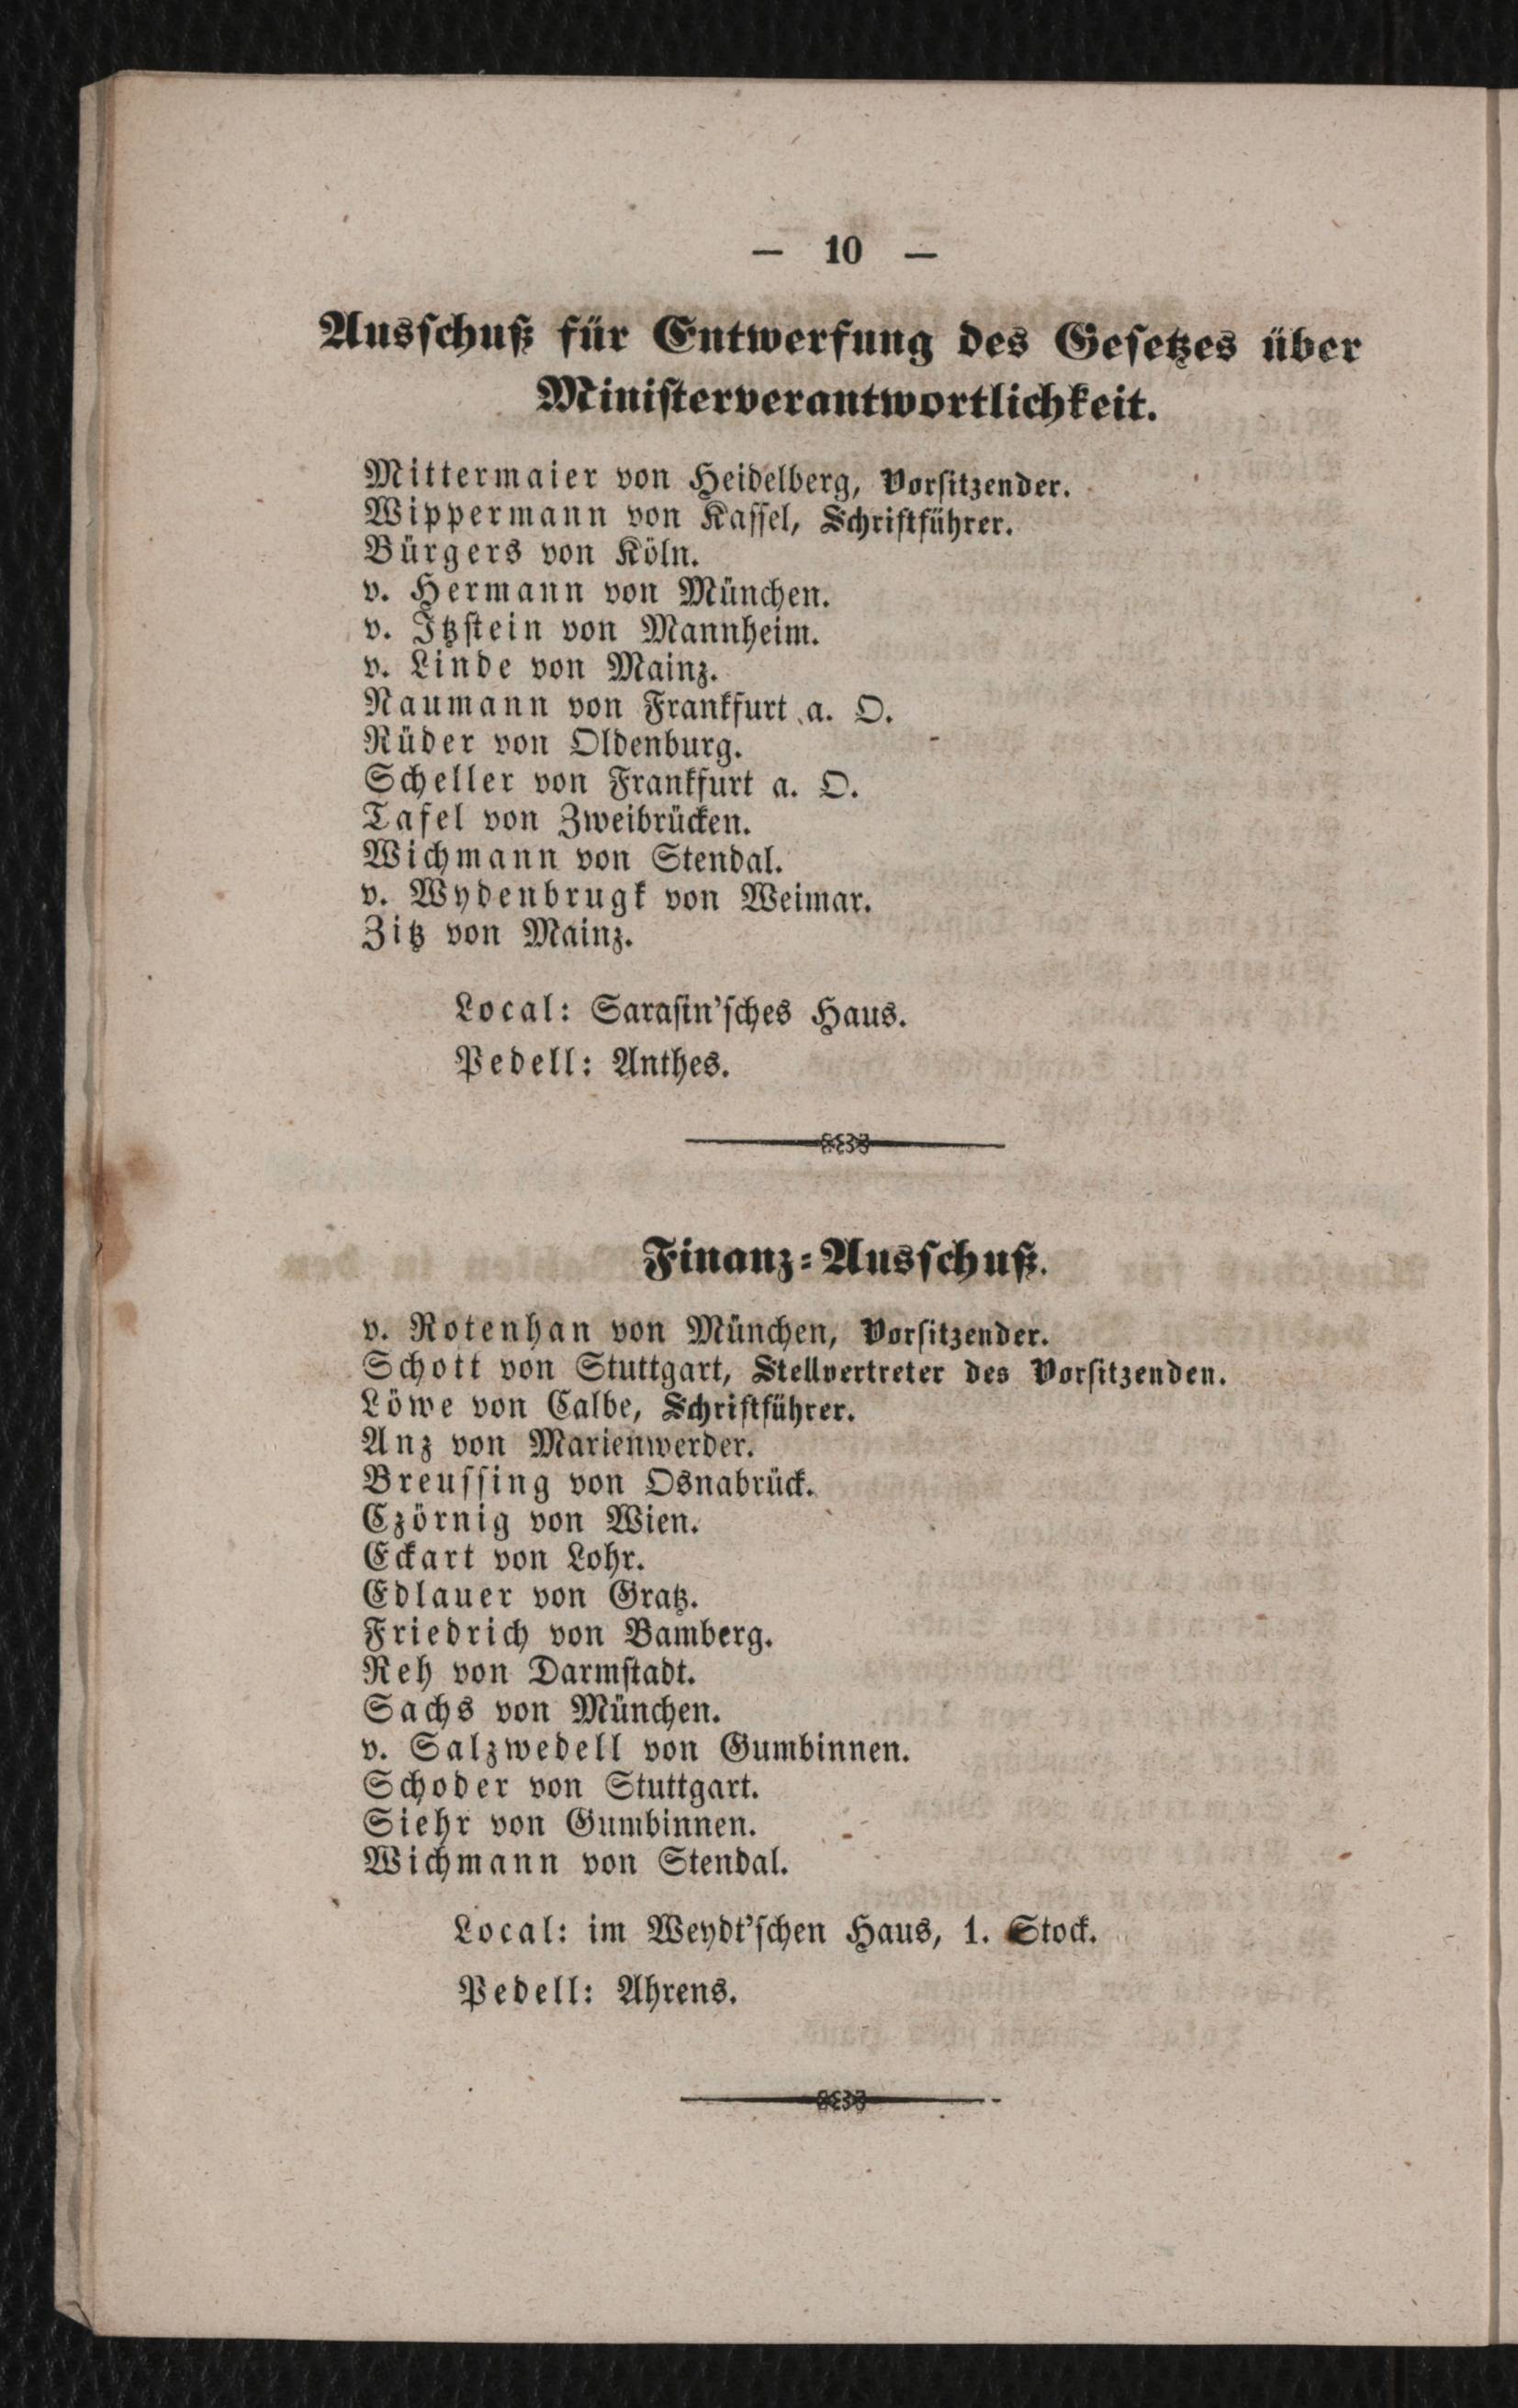 — 10 —
Ausschuß für Entwerfung des Gesetzes über
Ministerverantwortlichkeit.
Mittermaier von Heidelberg, Vorsitzender.
Wippermann von Kassel, Schriftführer.
Bürgers von Köln.
v. Hermann von München.
v. Itzstein von Mannheim.
v. Linde von Mainz.
Naumann von Frankfurt a. O.
Rüder von Oldenburg.
Scheller von Frankfurt a. O.
Tafel von Zweibrücken.
Wichmann von Stendal.
v. Wydenbrugk von Weimar.
Zitz von Mainz.
Local: Sarasin'sches Haus.
Pedell: Anthes.
Finanz-Ausschuß.
v. Rotenhan von München, Vorsitzender.
Schott von Stuttgart, Stellvertreter des Vorsitzenden.
Löwe von Calbe, Schriftführer.
Anz von Marienwerder.
Breussing von Osnabrück.
Czörnig von Wien.
Eckart von Lohr.
Edlauer von Gratz.
Friedrich von Bamberg.
Reh von Darmstadt.
Sachs von München.
v. Salzwedell von Gumbinnen.
Schoder von Stuttgart.
Siehr von Gumbinnen.
Wichmann von Stendal.
Local: im Weydt'schen Haus, 1. Stock.
Pedell: Ahrens.